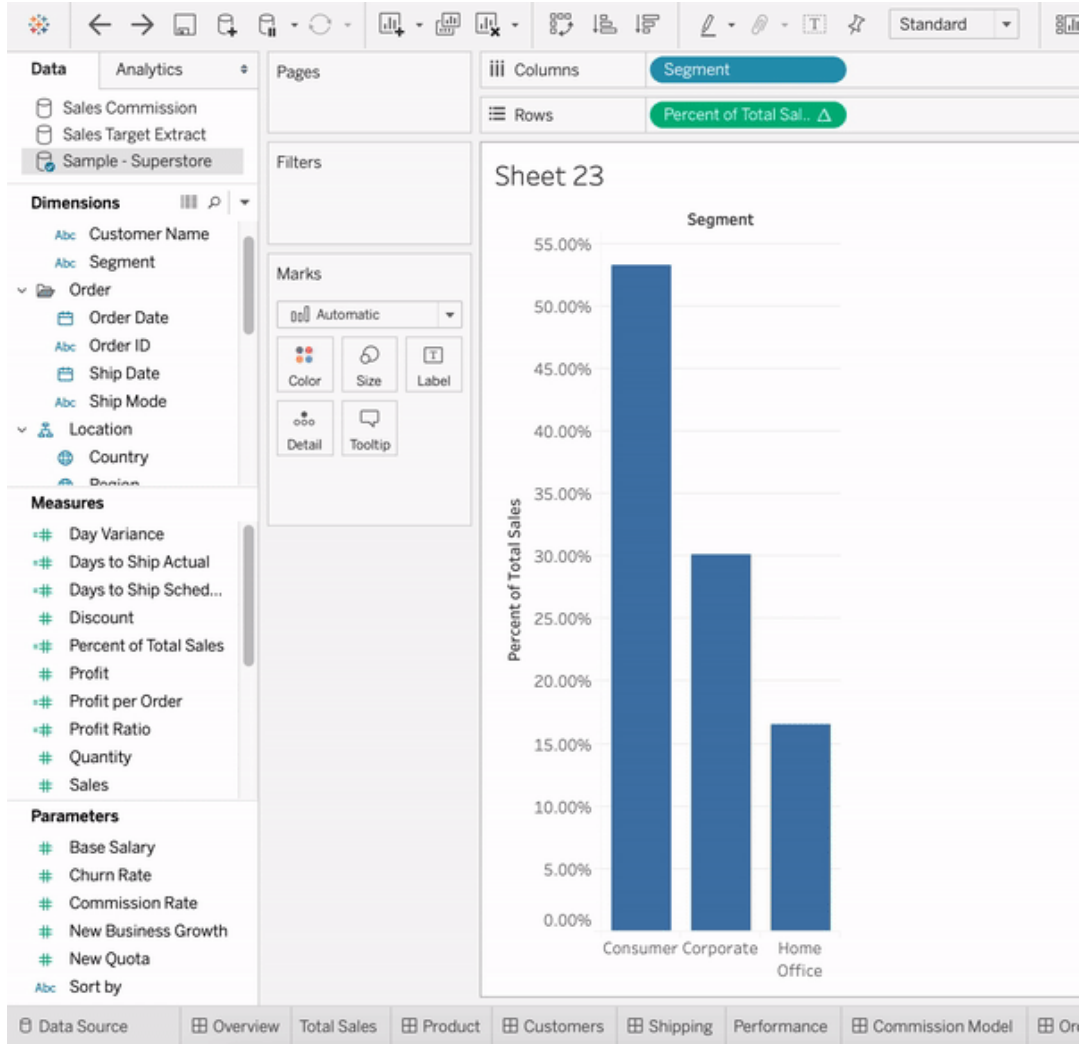 Standard
Data
Analytics
Sales Commission
Sales Target Extract
Sample - Superstore
Dimensions
Abc Customer Name
Abc Segment
Order
Order Date
Abc Order ID
Ship Date
Abc Ship Mode
Location
Country
Region
Measures
=# Day Variance
=# Days to Ship Actual
=# Days to Ship Sched...
# Discount
=# Percent of Total Sales
# Profit
=# Profit per Order
=# Profit Ratio
# Quantity
# Sales
Parameters
# Base Salary
# Churn Rate
# Commission Rate
# New Business Growth
# New Quota
Abc Sort by
Pages
Filters
Marks
Automatic
Color Size Label
Detail Tooltip
Columns Segment
Rows Percent of Total Sal.. Δ
Sheet 23
Segment
55.00%
50.00%
45.00%
40.00%
35.00%
30.00%
25.00%
20.00%
15.00%
10.00%
5.00%
0.00%
Percent of Total Sales
Consumer Corporate Home
Office
Data Source Overview Total Sales Product Customers Shipping Performance Commission Model